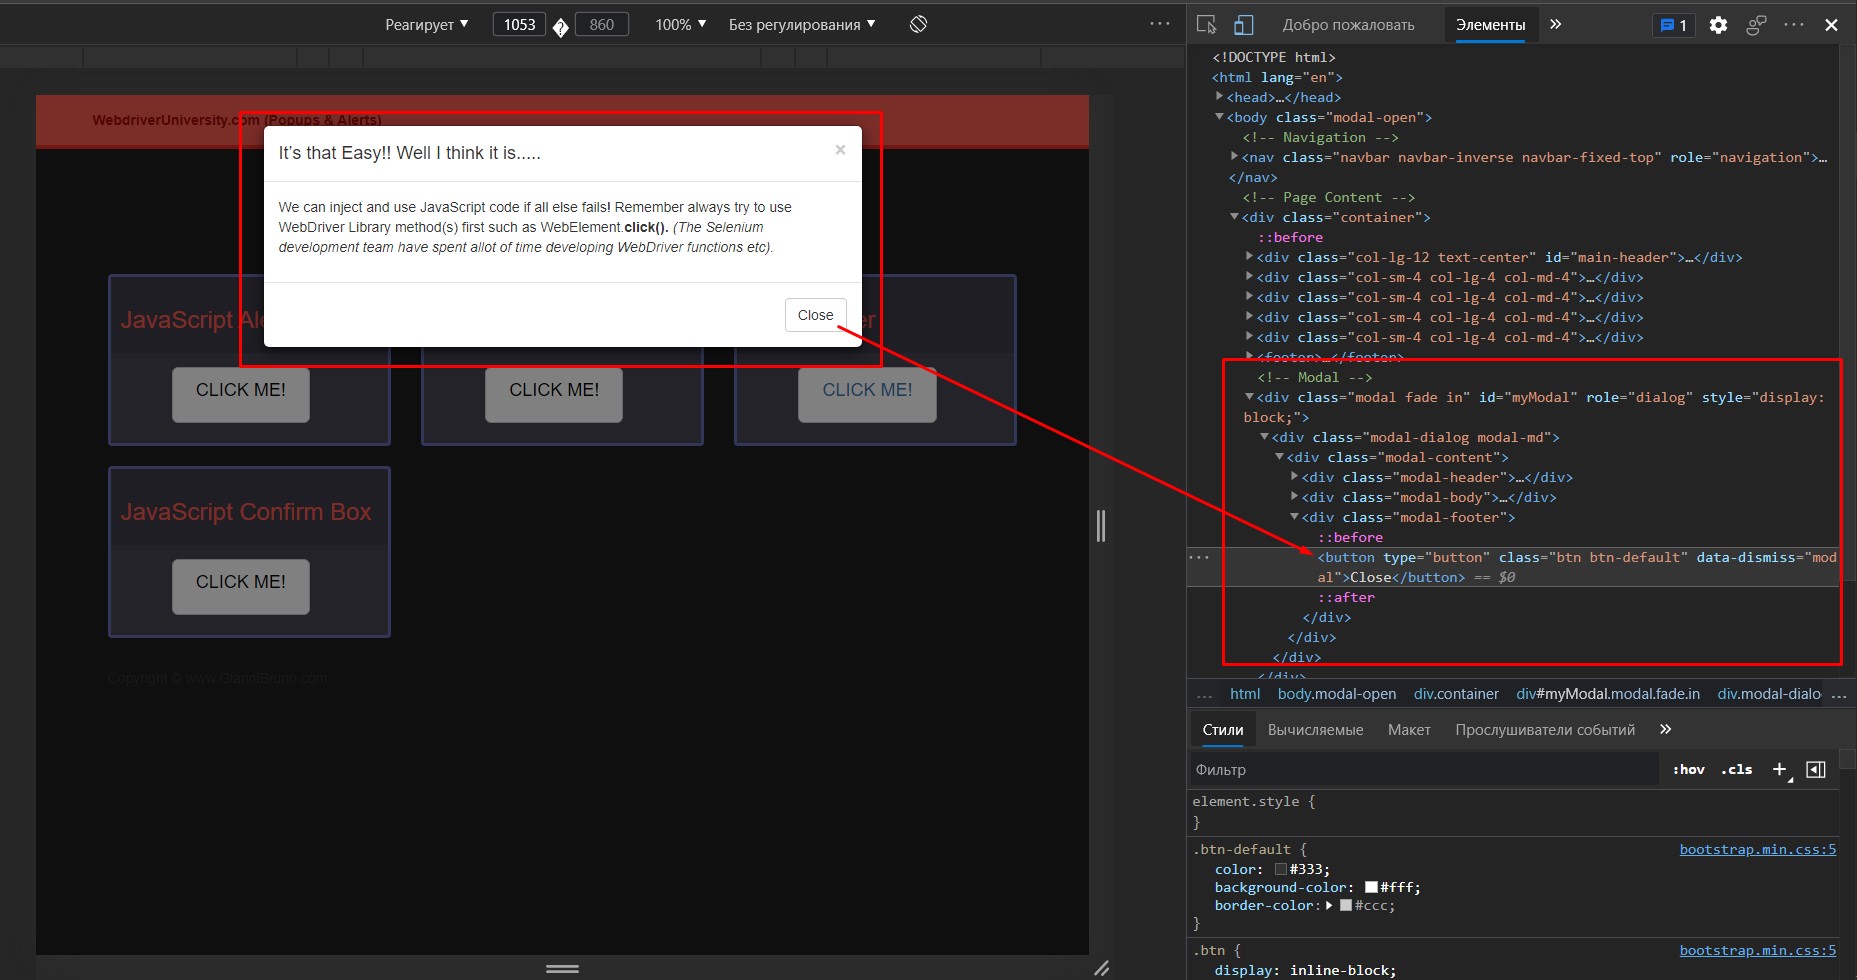 Реагирует ▼ 1053 860 100% ▼ Без регулирования ▼ ...
WebdriverUniversity.com (Popups & Alerts)
It's that Easy!! Well I think it is.....
×
We can inject and use JavaScript code if all else fails! Remember always try to use
WebDriver Library method(s) first such as WebElement.click(). (The Selenium
development team have spent allot of time developing WebDriver functions etc).
Close
JavaScript Ale
er
CLICK ME!
CLICK ME!
CLICK ME!
JavaScript Confirm Box
CLICK ME!
Copyright © www.GianniBruno.com
Добро пожаловать Элементы » 1 ...
<!DOCTYPE html>
<html lang="en">
<head>…</head>
<body class="modal-open">
<!-- Navigation -->
<nav class="navbar navbar-inverse navbar-fixed-top" role="navigation">…
</nav>
<!-- Page Content -->
<div class="container">
::before
<div class="col-lg-12 text-center" id="main-header">…</div>
<div class="col-sm-4 col-lg-4 col-md-4">…</div>
<div class="col-sm-4 col-lg-4 col-md-4">…</div>
<div class="col-sm-4 col-lg-4 col-md-4">…</div>
<div class="col-sm-4 col-lg-4 col-md-4">…</div>
<footer>…</footer>
<!-- Modal -->
<div class="modal fade in" id="myModal" role="dialog" style="display:
block;">
<div class="modal-dialog modal-md">
<div class="modal-content">
<div class="modal-header">…</div>
<div class="modal-body">…</div>
<div class="modal-footer">
::before
<button type="button" class="btn btn-default" data-dismiss="mod
al">Close</button> == $0
::after
</div>
</div>
</div>
</div>
... html body.modal-open div.container div#myModal.modal.fade.in div.modal-dialo ...
Стили Вычисляемые Макет Прослушиватели событий »
Фильтр :hov .cls +
element.style {
}
.btn-default { bootstrap.min.css:5
color: #333;
background-color: #fff;
border-color: #ccc;
}
.btn { bootstrap.min.css:5
display: inline-block;